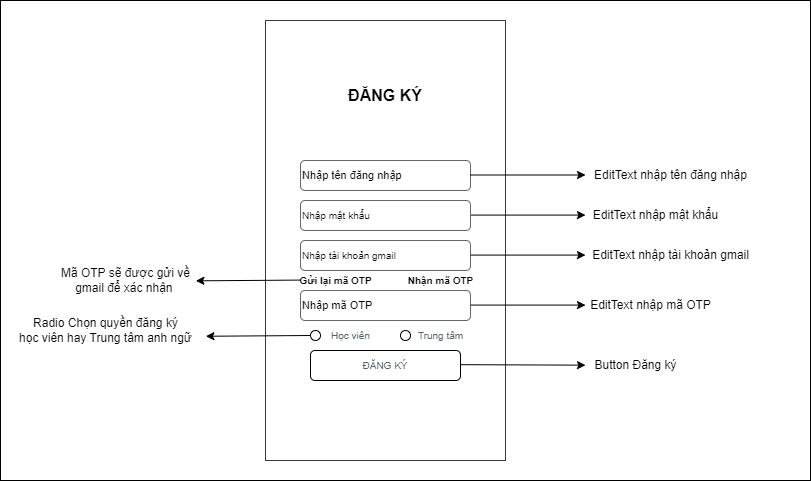 ĐĂNG KÝ
Nhập tên đăng nhập
EditText nhập tên đăng nhập
Nhập mật khẩu
EditText nhập mật khẩu
Nhập tài khoản gmail
EditText nhập tài khoản gmail
Mã OTP sẽ được gửi về
gmail để xác nhận
Gửi lại mã OTP
Nhận mã OTP
Nhập mã OTP
EditText nhập mã OTP
Radio Chọn quyền đăng ký
học viên hay Trung tâm anh ngữ
Học viên
Trung tâm
ĐĂNG KÝ
Button Đăng ký